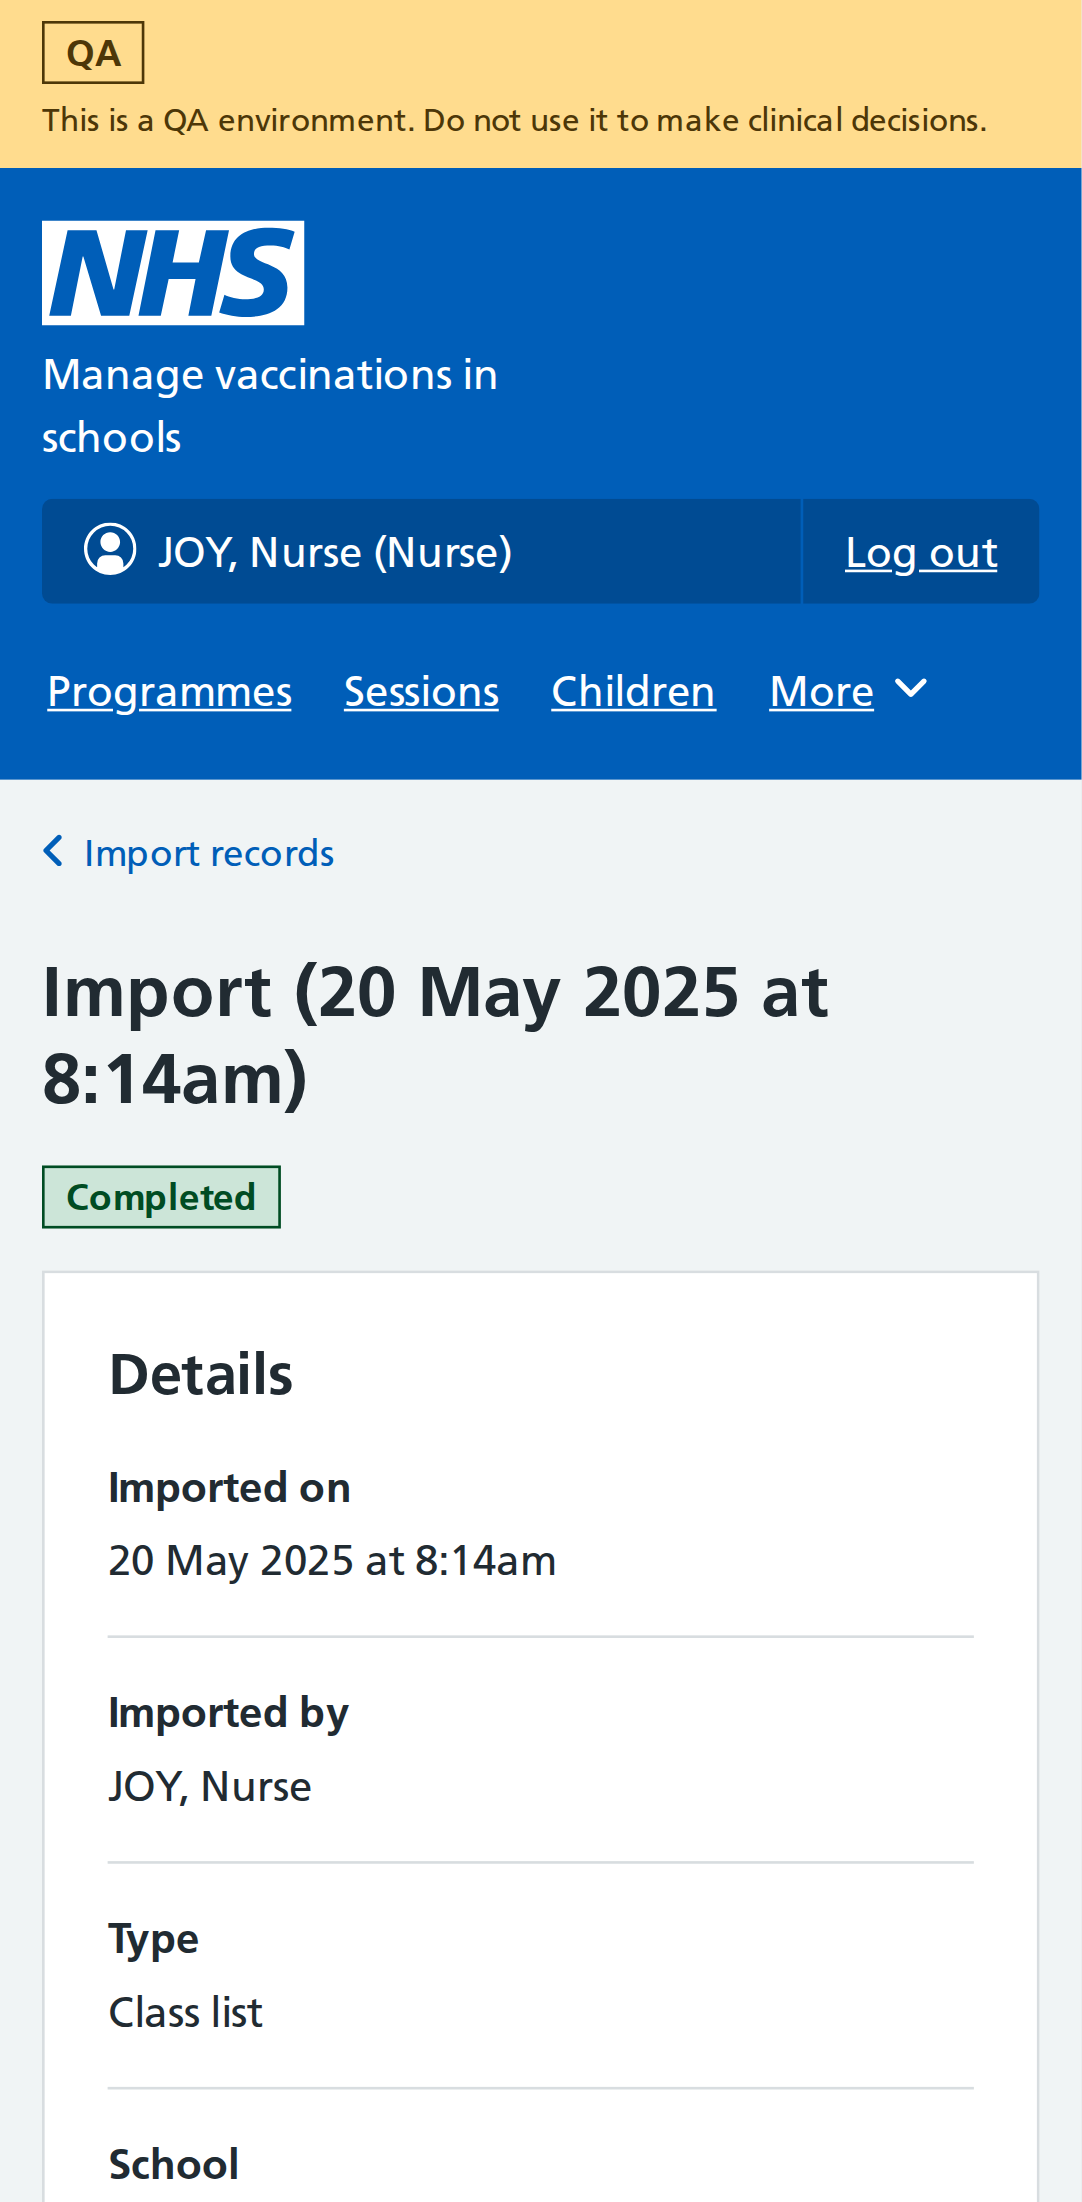 QA
This is a QA environment. Do not use it to make clinical decisions.
NHS
Manage vaccinations in
schools
JOY, Nurse (Nurse)
Log out
Programmes Sessions Children More
Import records
Import (20 May 2025 at
8:14am)
Completed
Details
Imported on
20 May 2025 at 8:14am
Imported by
JOY, Nurse
Type
Class list
School